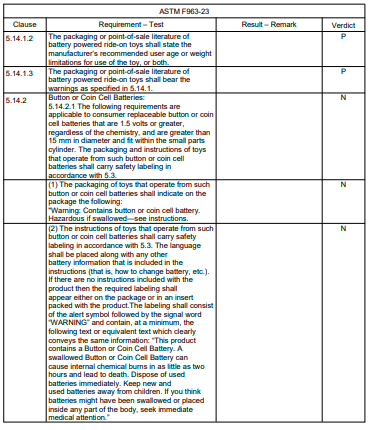 ASTM F963-23
Clause Requirement – Test Result – Remark Verdict
5.14.1.2 The packaging or point-of-sale literature of P
battery powered ride-on toys shall state the
manufacturer's recommended user age or weight
limitations for use of the toy, or both.
5.14.1.3 The packaging or point-of-sale literature of P
battery powered ride-on toys shall bear the
warnings as specified in 5.14.1.
5.14.2 Button or Coin Cell Batteries: N
5.14.2.1 The following requirements are
applicable to consumer replaceable button or coin
cell batteries that are 1.5 volts or greater,
regardless of the chemistry, and are greater than
15 mm in diameter and fit within the small parts
cylinder. The packaging and instructions of toys
that operate from such button or coin cell
batteries shall carry safety labeling in
accordance with 5.3.
(1) The packaging of toys that operate from such N
button or coin cell batteries shall indicate on the
package the following:
"Warning: Contains button or coin cell battery.
Hazardous if swallowed—see instructions.
(2) The instructions of toys that operate from such N
button or coin cell batteries shall carry safety
labeling in accordance with 5.3. The language
shall be placed along with any other
battery information that is included in the
instructions (that is, how to change battery, etc.).
If there are no instructions included with the
product then the required labeling shall
appear either on the package or in an insert
packed with the product.The labeling shall consist
of the alert symbol followed by the signal word
"WARNING" and contain, at a minimum, the
following text or equivalent text which clearly
conveys the same information: "This product
contains a Button or Coin Cell Battery. A
swallowed Button or Coin Cell Battery can
cause internal chemical burns in as little as two
hours and lead to death. Dispose of used
batteries immediately. Keep new and
used batteries away from children. If you think
batteries might have been swallowed or placed
inside any part of the body, seek immediate
medical attention."